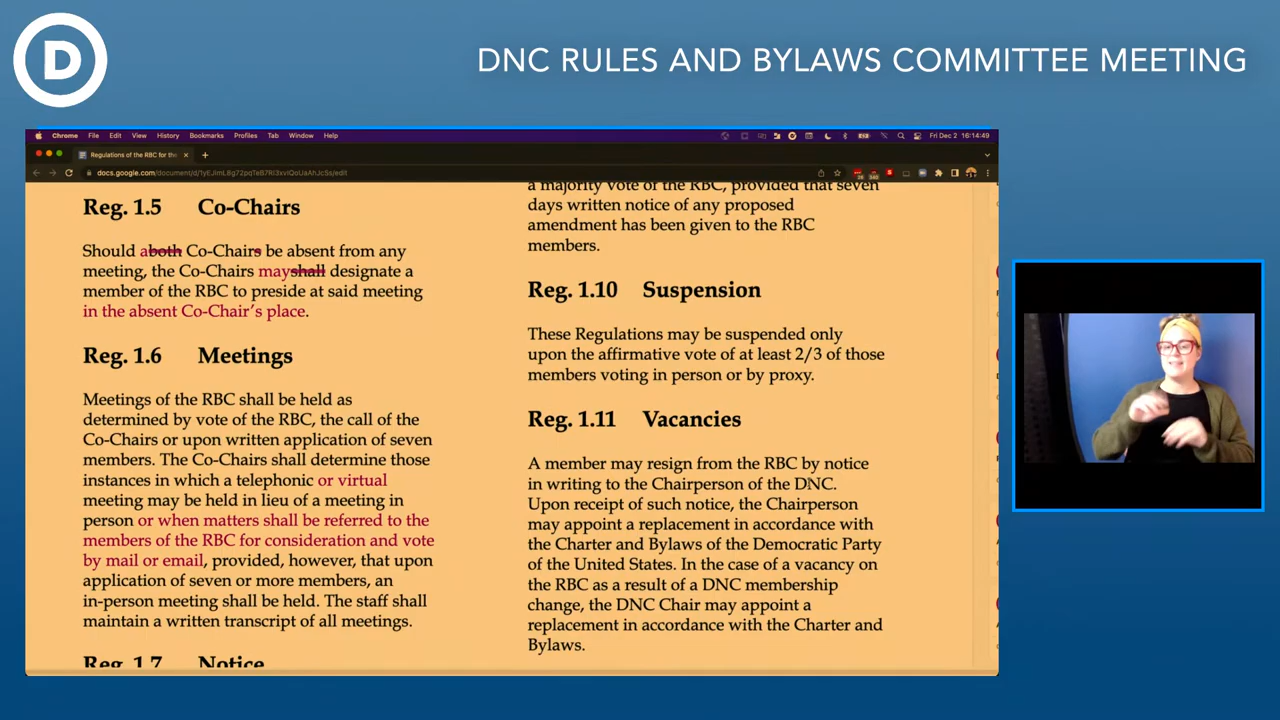 D
DNC RULES AND BYLAWS COMMITTEE MEETING
Chrome File Edit View History Bookmarks Profiles Tab Window Help
Fri Dec 2 16:14:49
Regulations of the RBC for the
Reg. 1.5 Co-Chairs
Should aboth Co-Chairs be absent from any
meeting, the Co-Chairs mayshall designate a
member of the RBC to preside at said meeting
in the absent Co-Chair's place.
Reg. 1.6 Meetings
Meetings of the RBC shall be held as
determined by vote of the RBC, the call of the
Co-Chairs or upon written application of seven
members. The Co-Chairs shall determine those
instances in which a telephonic or virtual
meeting may be held in lieu of a meeting in
person or when matters shall be referred to the
members of the RBC for consideration and vote
by mail or email, provided, however, that upon
application of seven or more members, an
in-person meeting shall be held. The staff shall
maintain a written transcript of all meetings.
Reg. 1.7 Notice
a majority vote of the RBC, provided that seven
days written notice of any proposed
amendment has been given to the RBC
members.
Reg. 1.10 Suspension
These Regulations may be suspended only
upon the affirmative vote of at least 2/3 of those
members voting in person or by proxy.
Reg. 1.11 Vacancies
A member may resign from the RBC by notice
in writing to the Chairperson of the DNC.
Upon receipt of such notice, the Chairperson
may appoint a replacement in accordance with
the Charter and Bylaws of the Democratic Party
of the United States. In the case of a vacancy on
the RBC as a result of a DNC membership
change, the DNC Chair may appoint a
replacement in accordance with the Charter and
Bylaws.